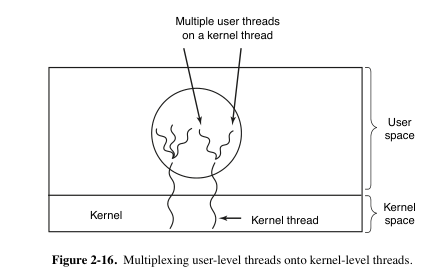 Multiple user threads
on a kernel thread
User
space
Kernel
Kernel thread
Kernel
space
Figure 2-16. Multiplexing user-level threads onto kernel-level threads.